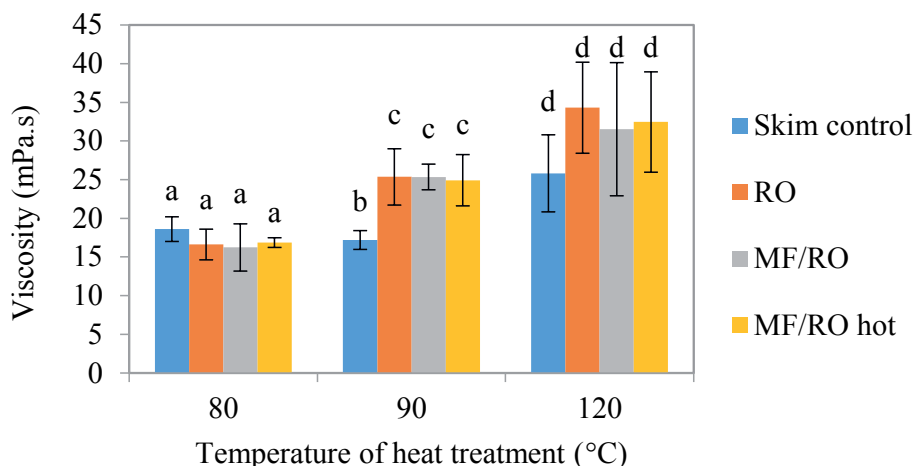 Viscosity (mPa.s)
45
40
35
30
25
20
15
10
5
0
a a a a
b c c c
d d d d
80 90 120
Temperature of heat treatment (°C)
Skim control
RO
MF/RO
MF/RO hot